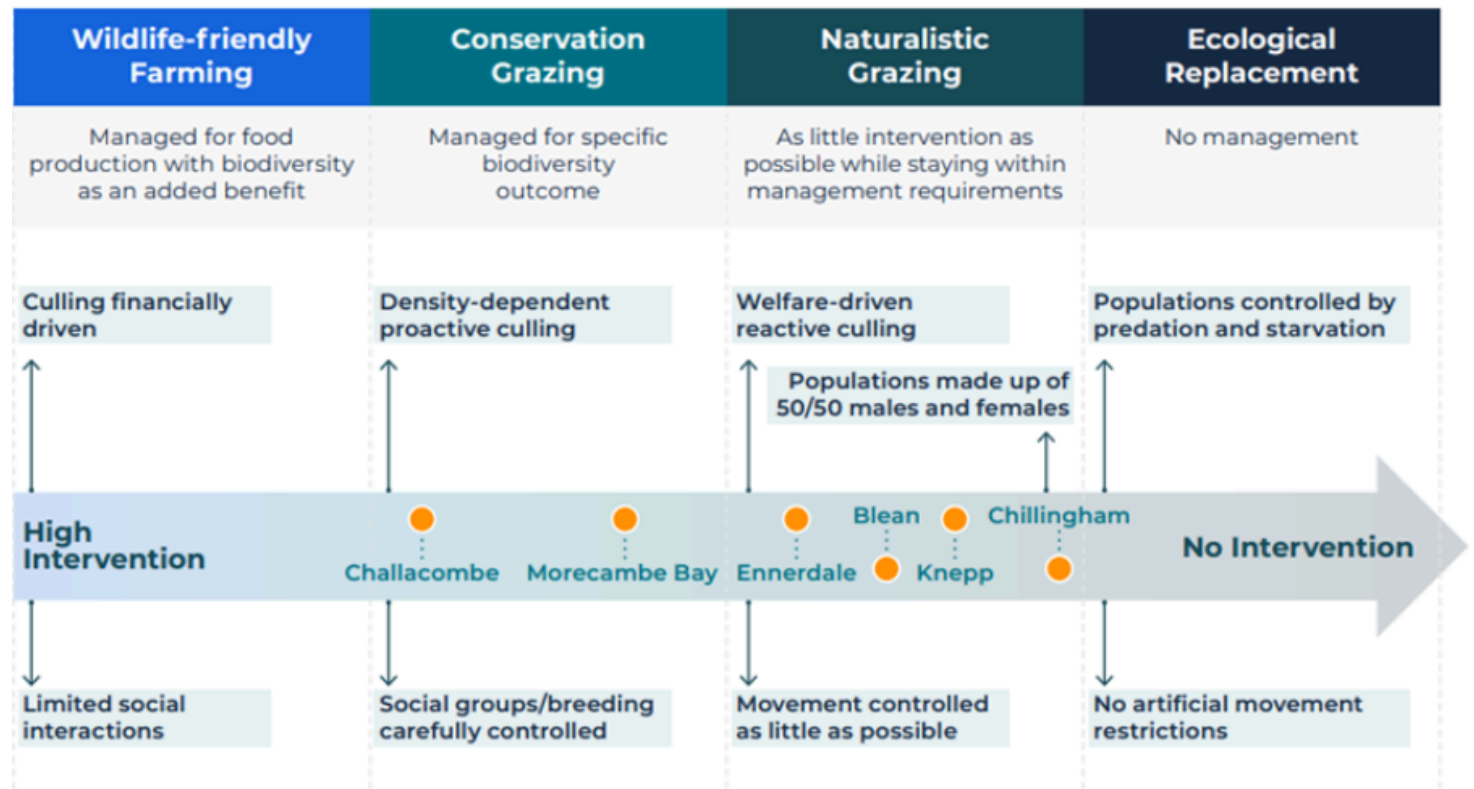 Wildlife-friendly
Farming
Conservation
Grazing
Naturalistic
Grazing
Ecological
Replacement
Managed for food
production with biodiversity
as an added benefit
Managed for specific
biodiversity
outcome
As little intervention as
possible while staying within
management requirements
No management
Culling financially
driven
Density-dependent
proactive culling
Welfare-driven
reactive culling
Populations controlled by
predation and starvation
Populations made up of
50/50 males and females
High
Intervention
Challacombe
Morecambe Bay
Ennerdale
Blean
Knepp
Chillingham
No Intervention
Limited social
interactions
Social groups/breeding
carefully controlled
Movement controlled
as little as possible
No artificial movement
restrictions